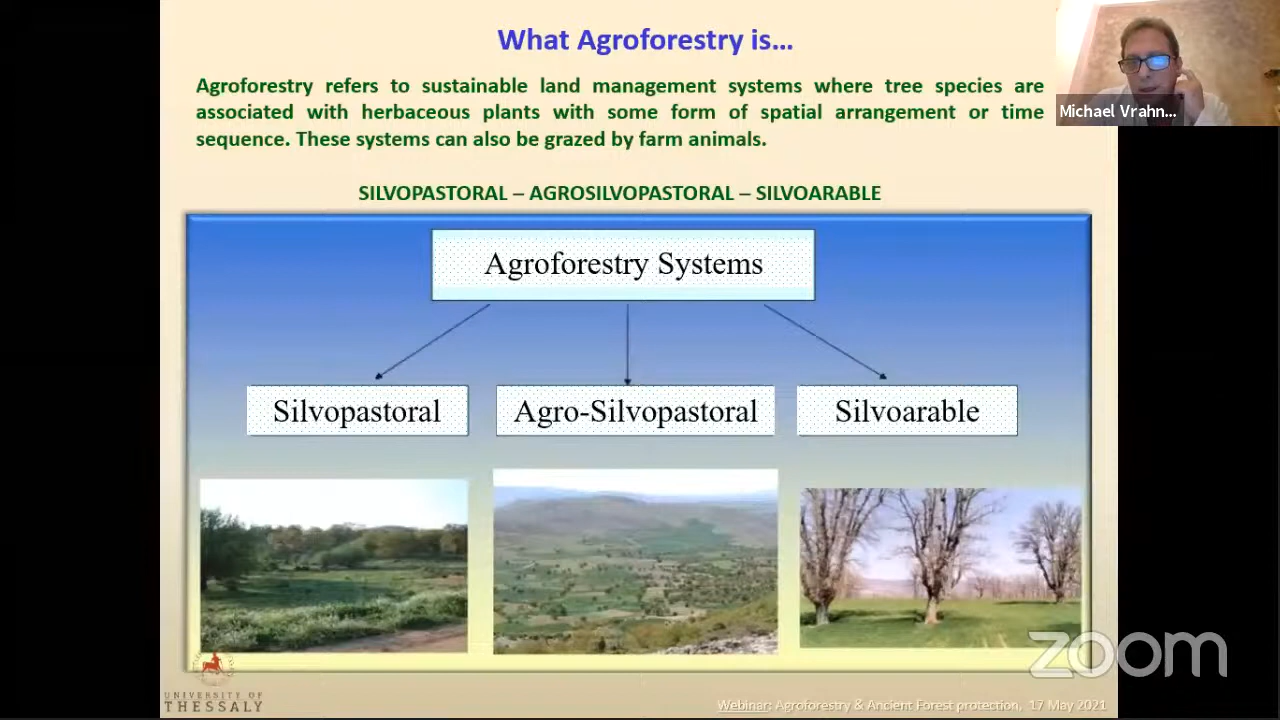 What Agroforestry is...
Agroforestry refers to sustainable land management systems where tree species are
associated with herbaceous plants with some form of spatial arrangement or time
sequence. These systems can also be grazed by farm animals.
Michael Vrahn...
SILVOPASTORAL – AGROSILVOPASTORAL – SILVOARABLE
Agroforestry Systems
Silvopastoral
Agro-Silvopastoral
Silvoarable
zoom
UNIVERSITY OF
THESSALY
Webinar: Agroforestry & Ancient Forest protection, 17 May 2021